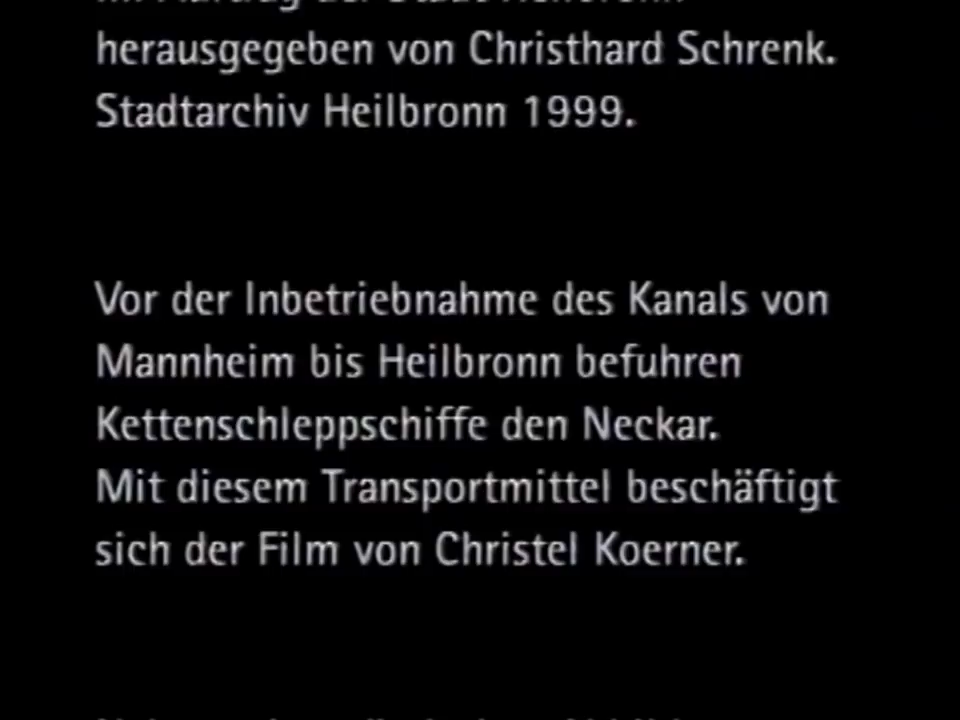 herausgegeben von Christhard Schrenk.
Stadtarchiv Heilbronn 1999.
Vor der Inbetriebnahme des Kanals von
Mannheim bis Heilbronn befuhren
Kettenschleppschiffe den Neckar.
Mit diesem Transportmittel beschäftigt
sich der Film von Christel Koerner.